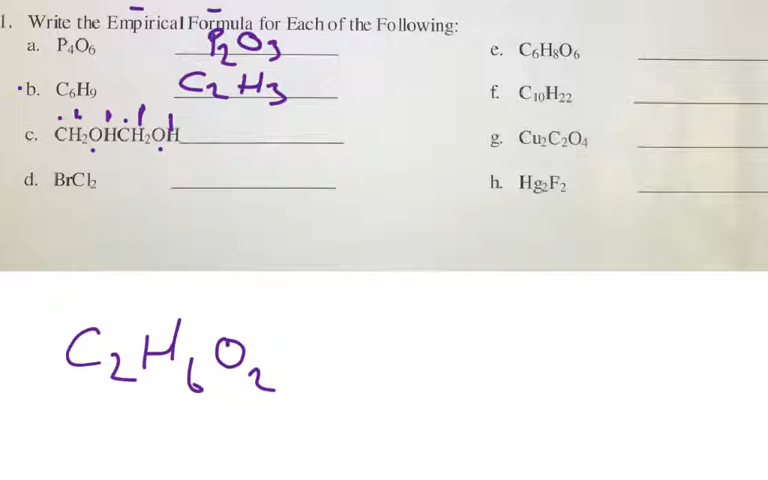 1. Write the Empirical Formula for Each of the Following:
a. P₄O₆ P₂O₃
b. C₆H₉ C₂H₃
c. CH₂OHCH₂OH
d. BrCl₂
e. C₆H₈O₆
f. C₁₀H₂₂
g. Cu₂C₂O₄
h. Hg₂F₂
C₂H₆O₂